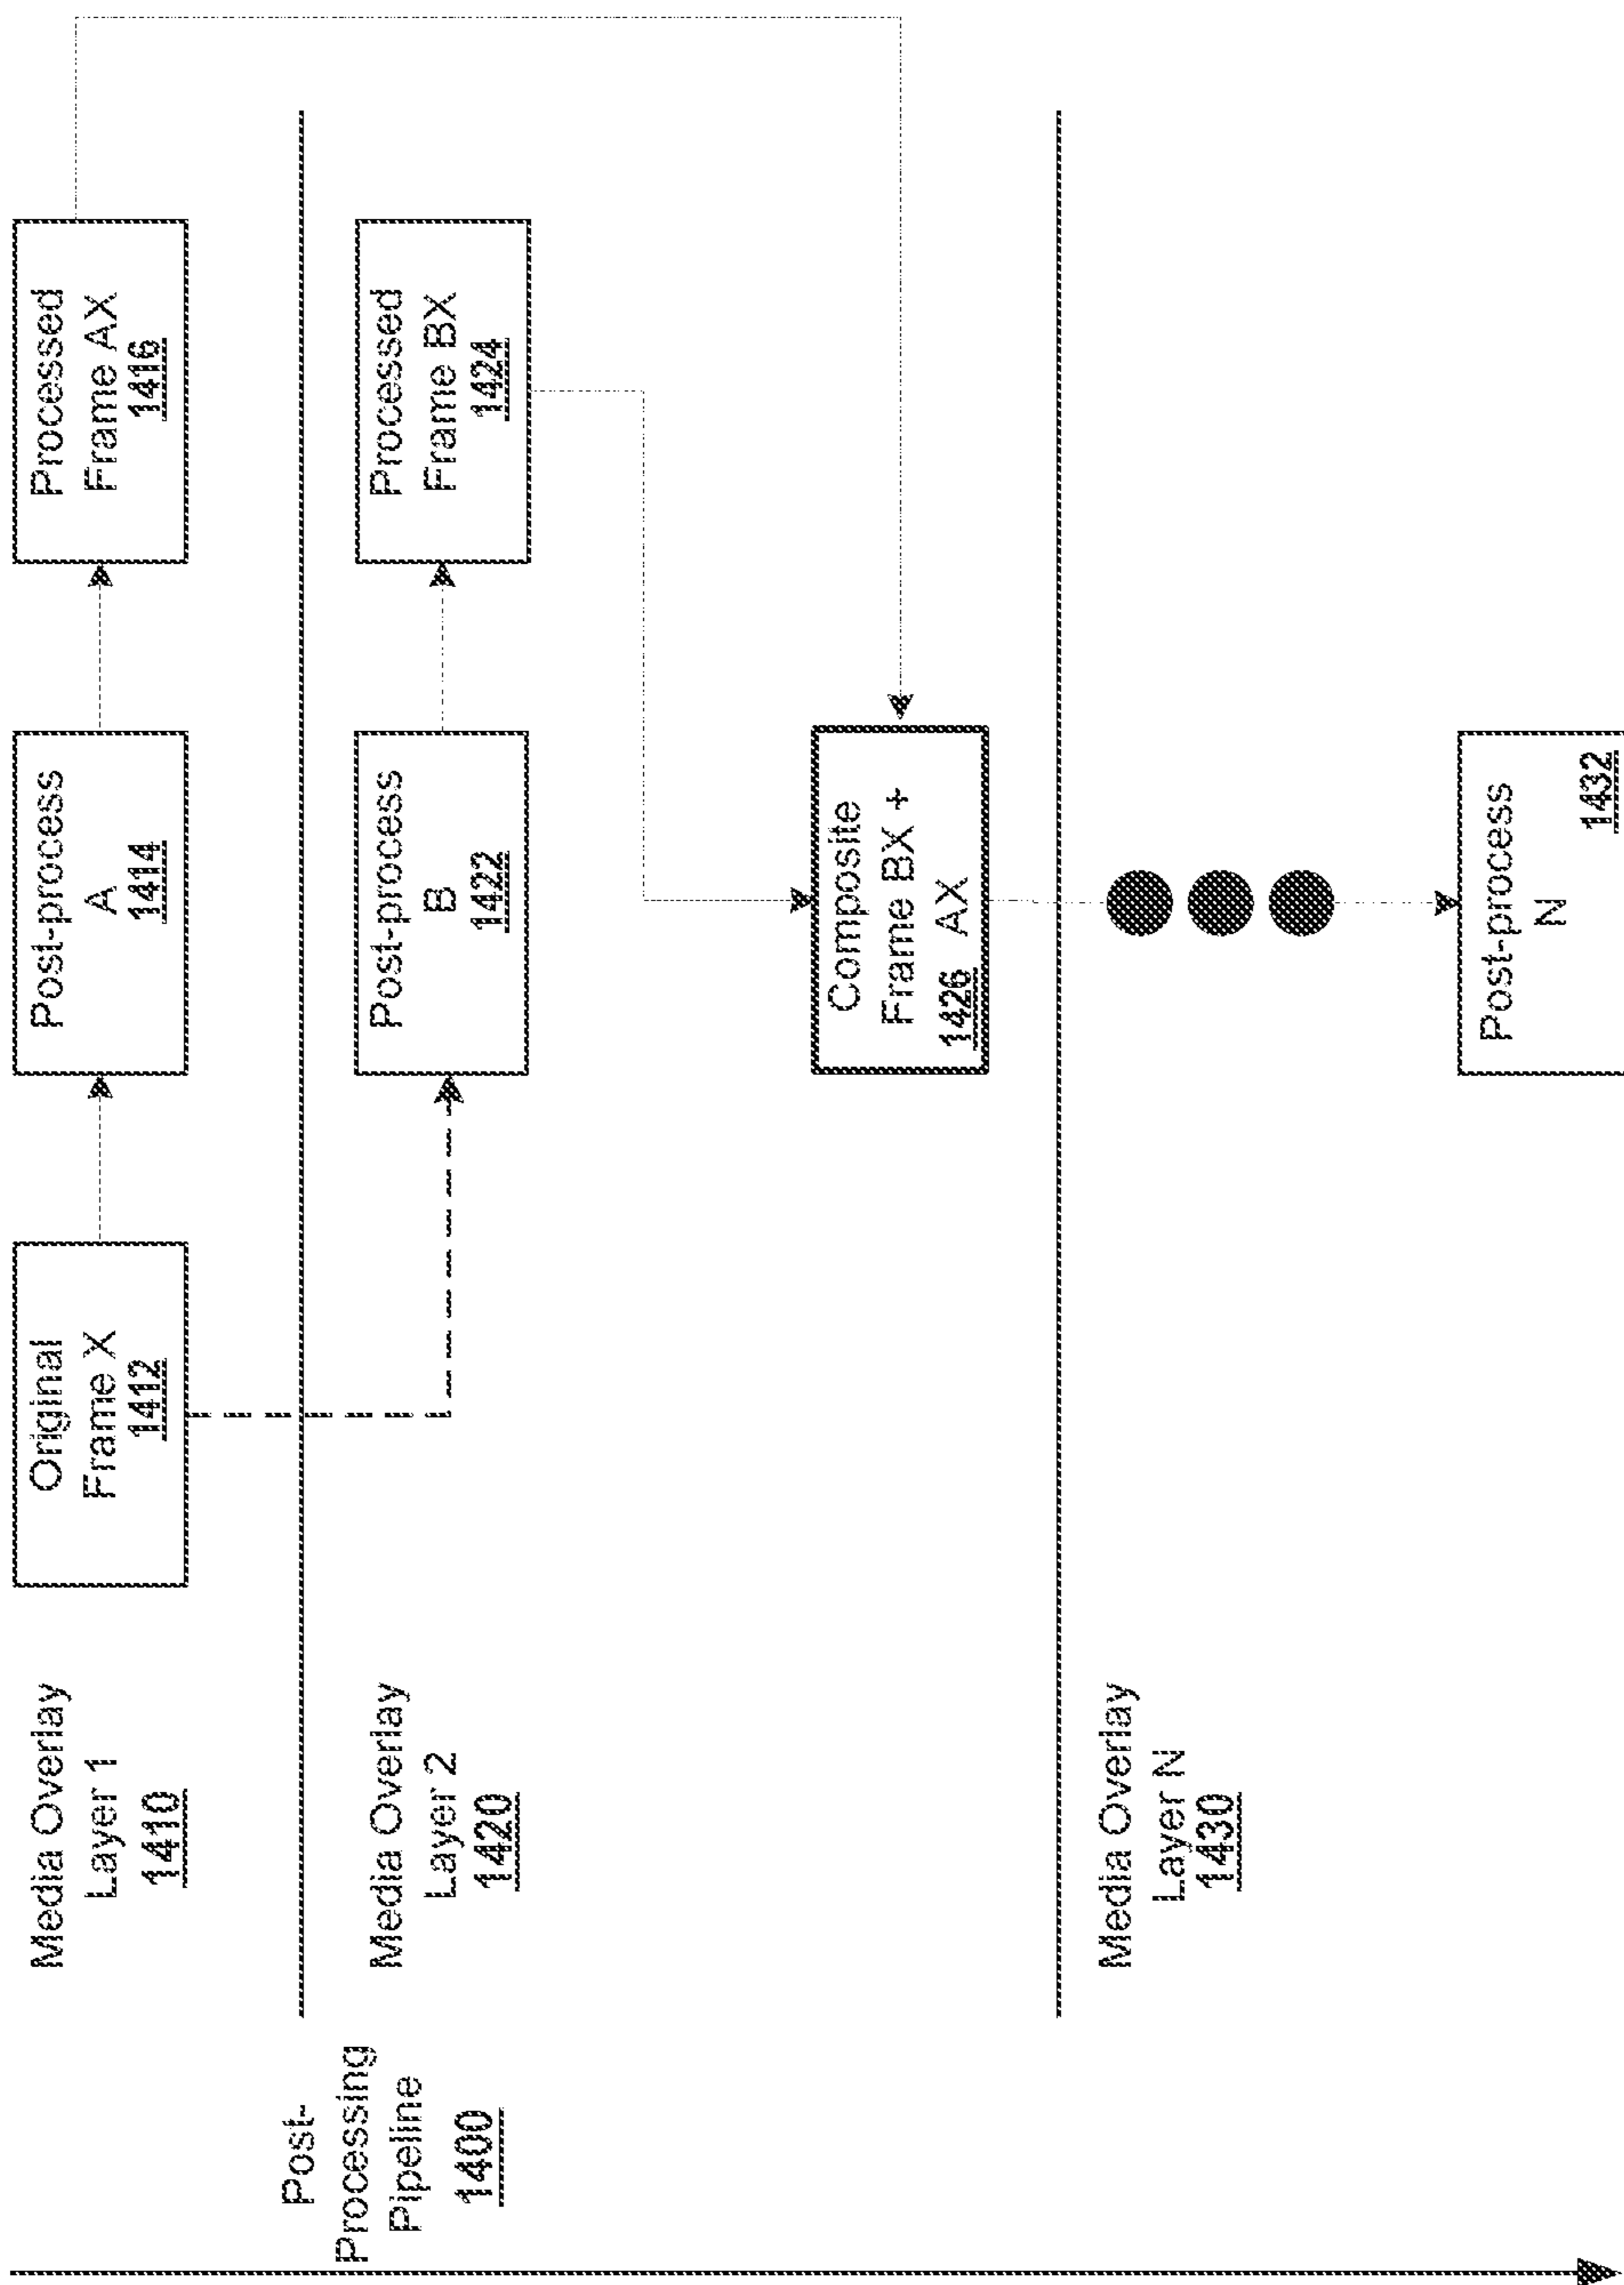 Post-
Processing
Pipeline
1400
Media Overlay
Layer 1
1410
Original
Frame X
1412
Post-process
A
1414
Processed
Frame AX
1416
Media Overlay
Layer 2
1420
Post-process
B
1422
Processed
Frame BX
1424
Composite
Frame BX +
1426 AX
Media Overlay
Layer N
1430
Post-process
N
1432